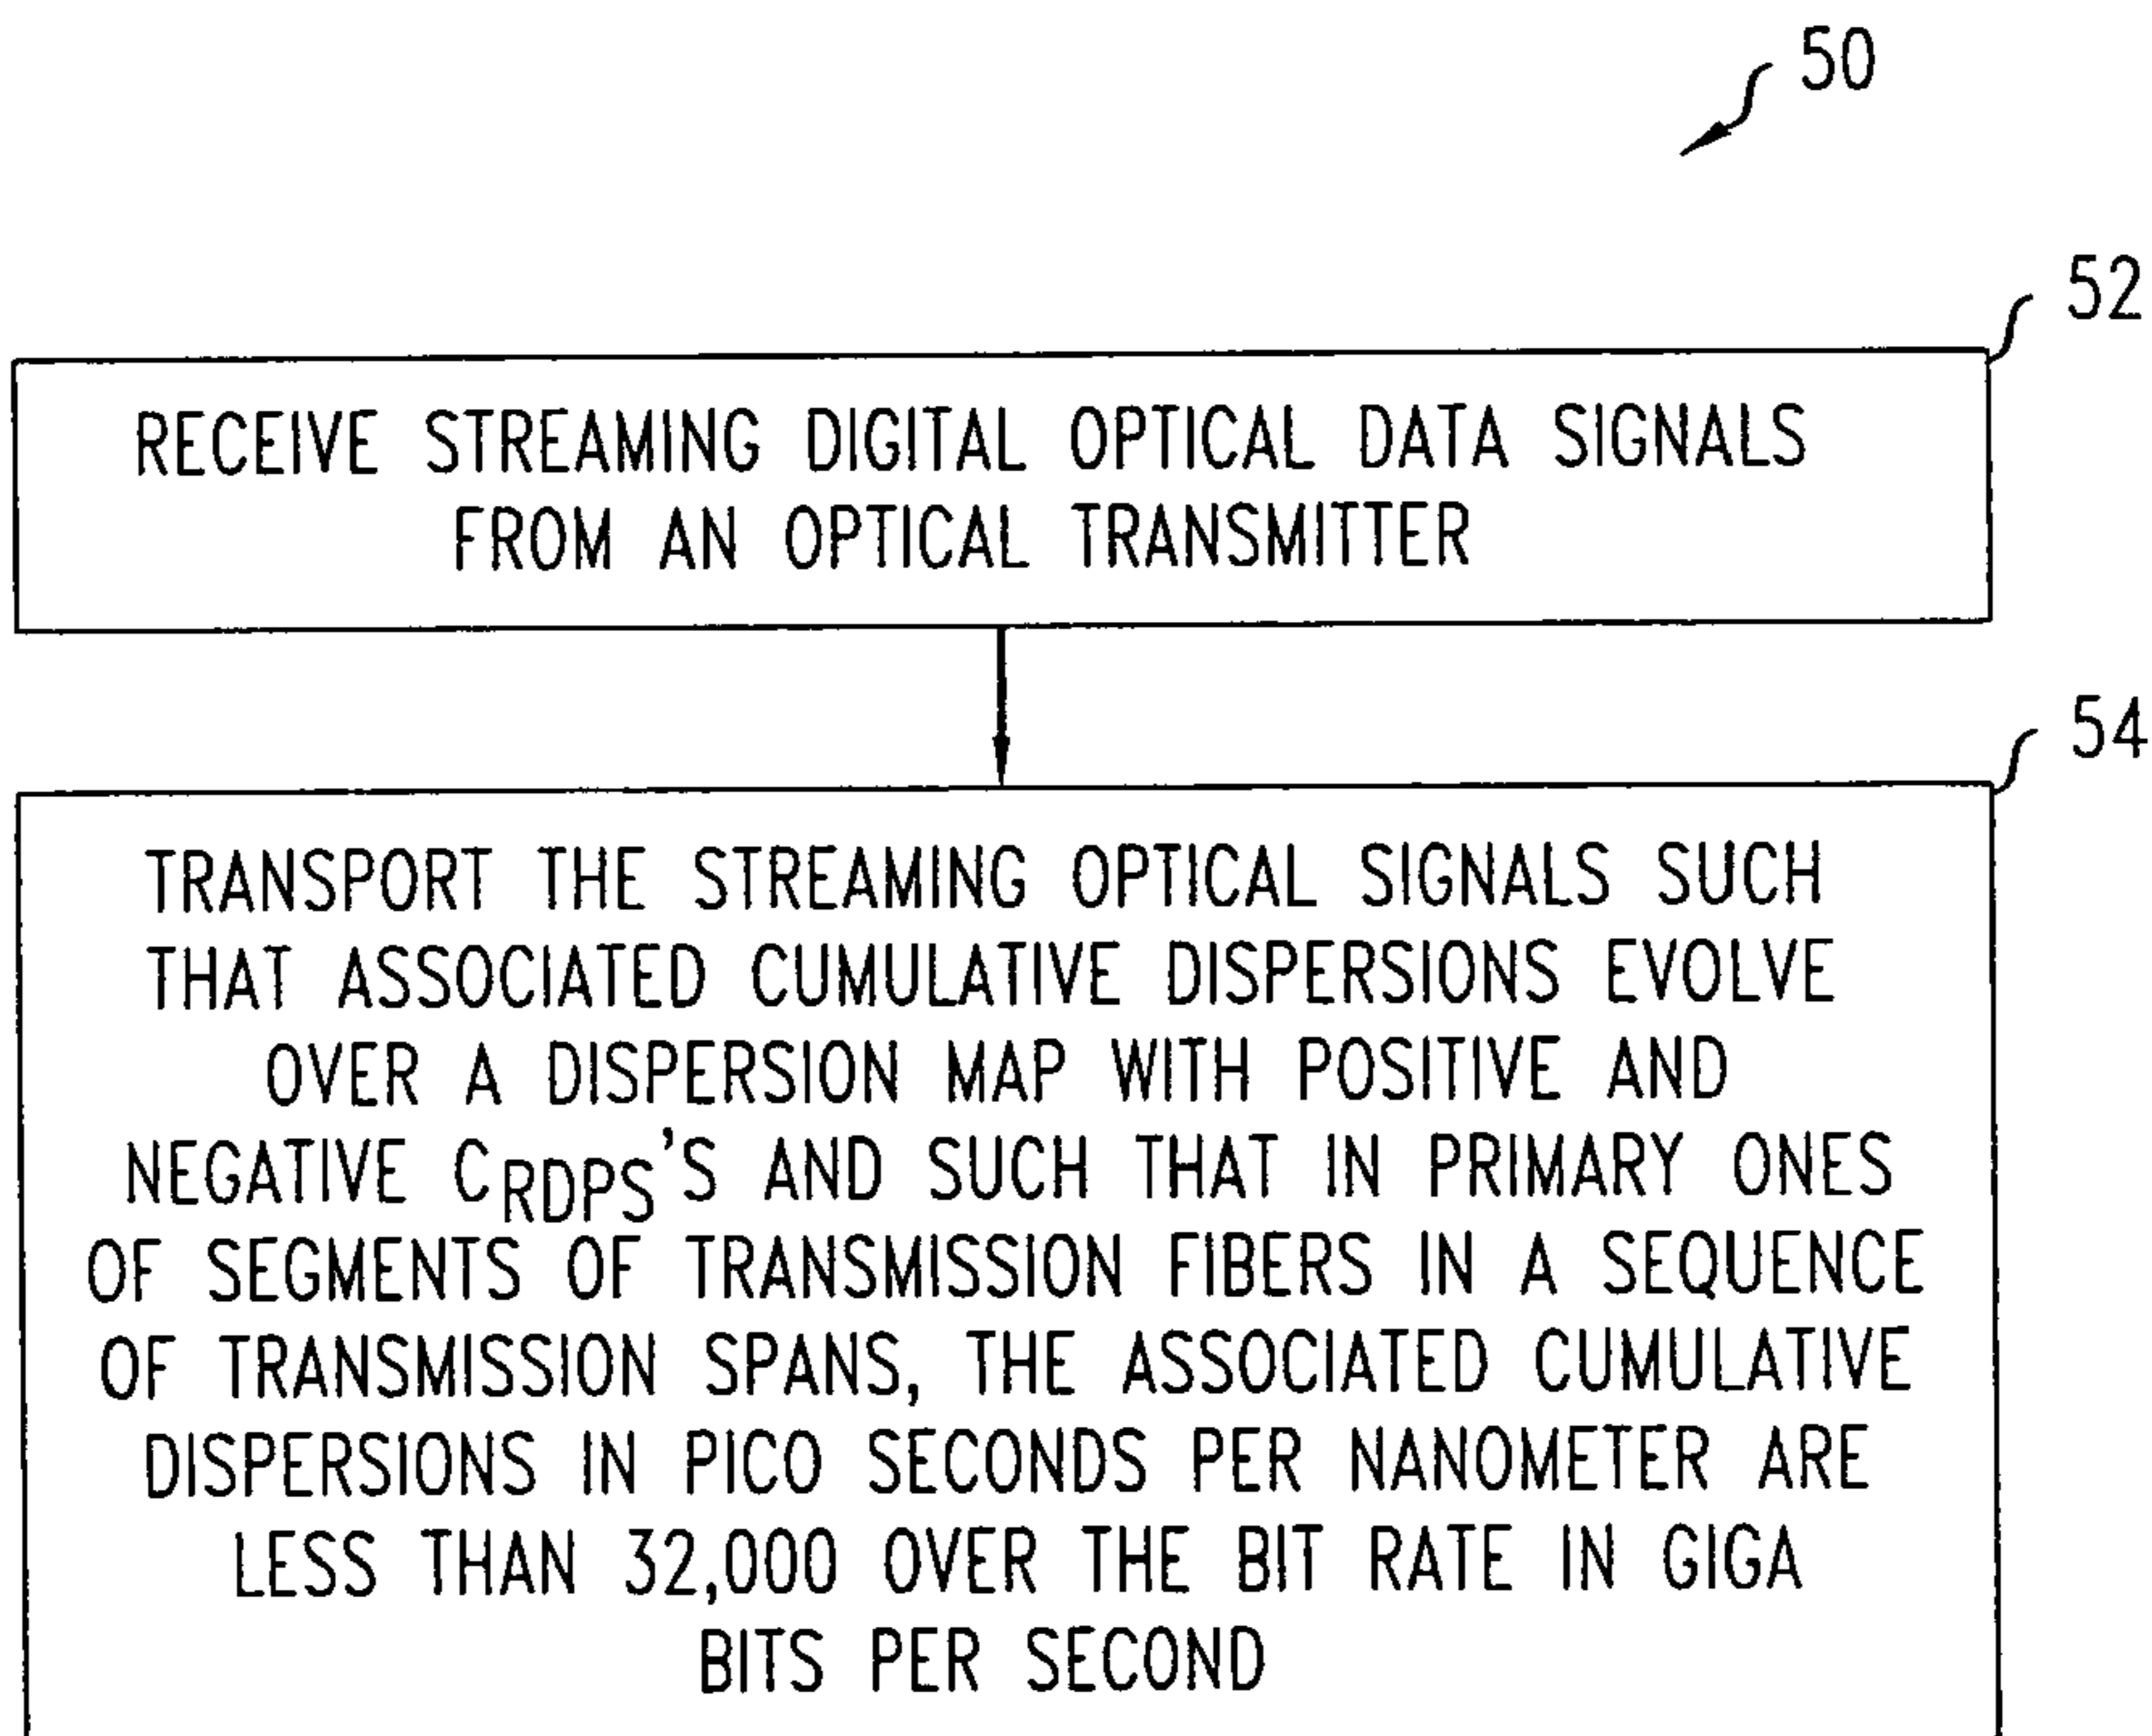 50
52
RECEIVE STREAMING DIGITAL OPTICAL DATA SIGNALS
FROM AN OPTICAL TRANSMITTER
54
TRANSPORT THE STREAMING OPTICAL SIGNALS SUCH
THAT ASSOCIATED CUMULATIVE DISPERSIONS EVOLVE
OVER A DISPERSION MAP WITH POSITIVE AND
NEGATIVE CRDPS'S AND SUCH THAT IN PRIMARY ONES
OF SEGMENTS OF TRANSMISSION FIBERS IN A SEQUENCE
OF TRANSMISSION SPANS, THE ASSOCIATED CUMULATIVE
DISPERSIONS IN PICO SECONDS PER NANOMETER ARE
LESS THAN 32,000 OVER THE BIT RATE IN GIGA
BITS PER SECOND